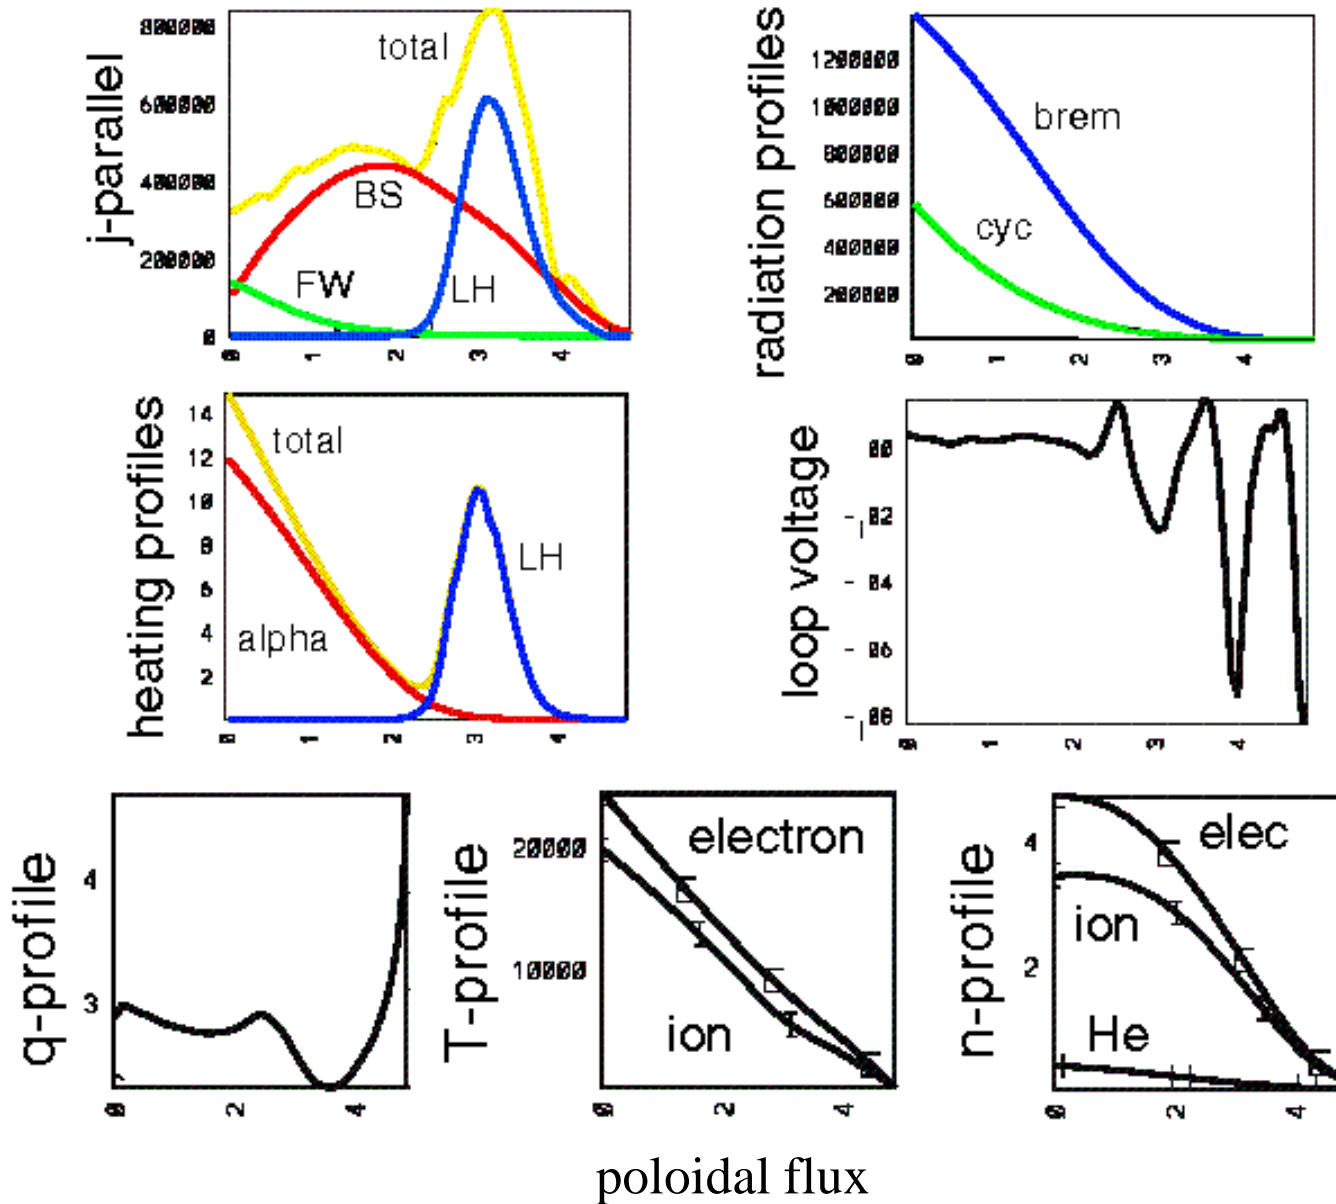 j-parallel
800000
600000
400000
200000
0
total
BS
FW
LH
0 1 2 3 4
radiation profiles
1200000
1000000
800000
600000
400000
200000
brem
cyc
0 1 2 3 4
heating profiles
14
12
10
8
6
4
2
total
alpha
LH
0 1 2 3 4
loop voltage
00
-02
-04
-06
-08
0 1 2 3 4
q-profile
4
3
0 2 4
T-profile
20000
10000
electron
ion
0 2 4
n-profile
4
2
elec
ion
He
0 2 4
poloidal flux